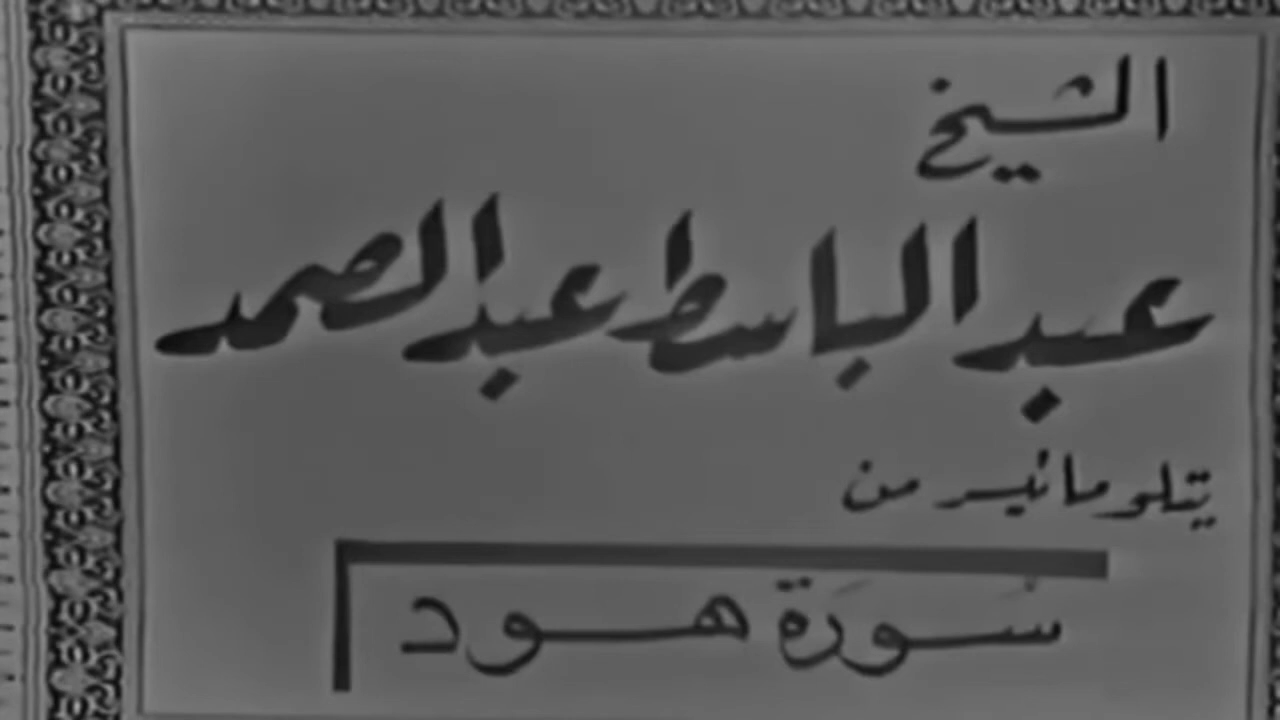 الشيخ
عبد الباسط عبد الصمد
يتلو ما تيسر من
سورة هود